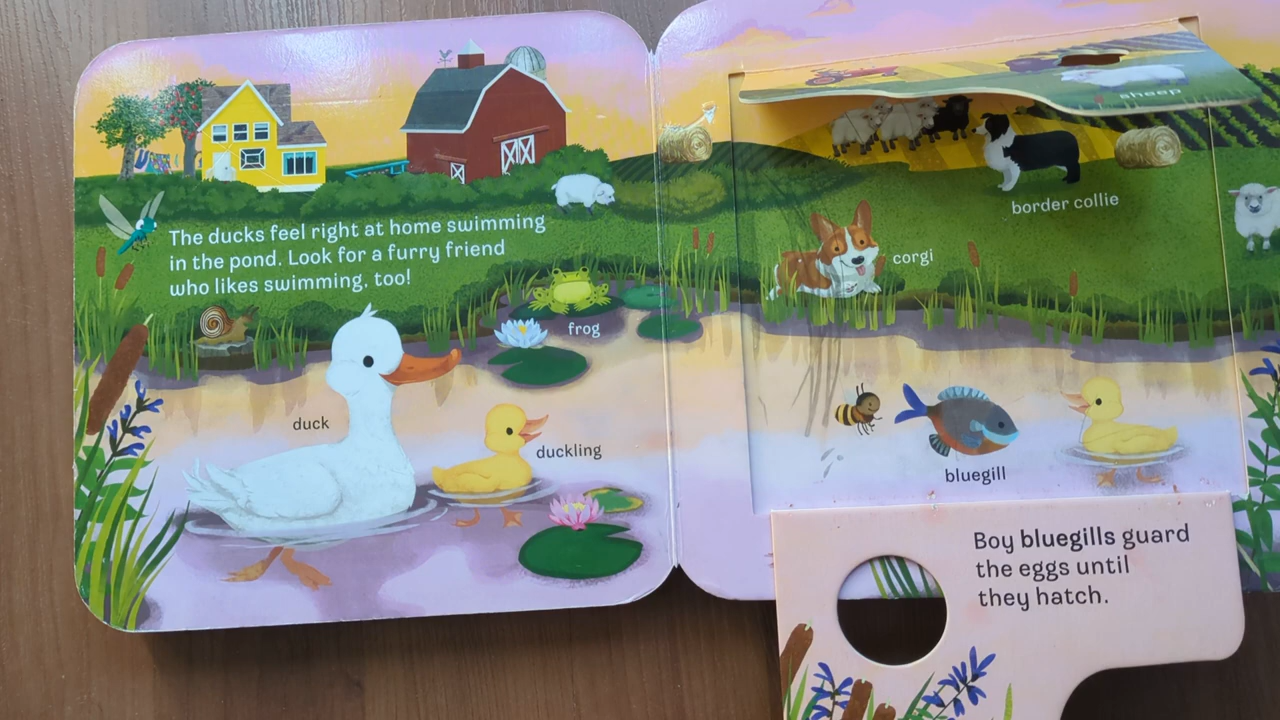 The ducks feel right at home swimming
in the pond. Look for a furry friend
who likes swimming, too!
frog
duck
duckling
sheep
border collie
corgi
bluegill
Boy bluegills guard
the eggs until
they hatch.